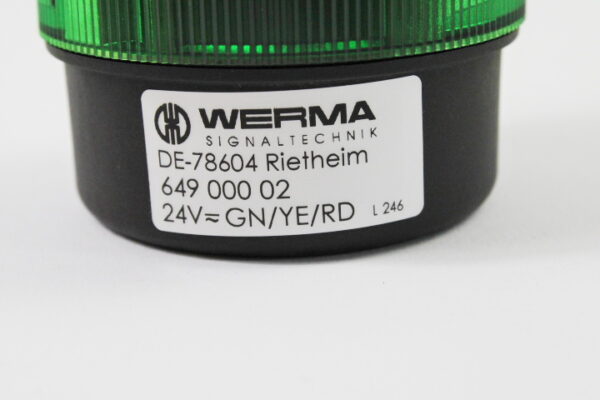 WERMA
SIGNALTECHNIK
DE-78604 Rietheim
649 000 02
24V≂ GN/YE/RD L 246